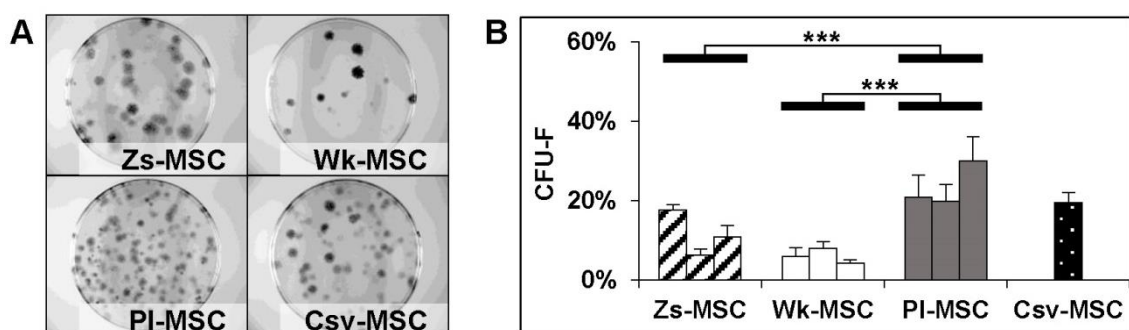 A
Zs-MSC
Wk-MSC
Pl-MSC
Csv-MSC
B
CFU-F
60%
40%
20%
0%
***
***
Zs-MSC
Wk-MSC
Pl-MSC
Csv-MSC